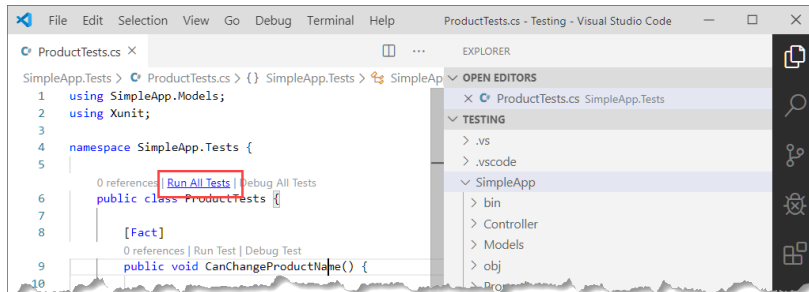 File Edit Selection View Go Debug Terminal Help ProductTests.cs - Testing - Visual Studio Code
ProductTests.cs
SimpleApp.Tests > ProductTests.cs > {} SimpleApp.Tests > SimpleAp
1 using SimpleApp.Models;
2 using Xunit;
3
4 namespace SimpleApp.Tests {
5
0 references | Run All Tests | Debug All Tests
6 public class ProductTests {
7
8 [Fact]
0 references | Run Test | Debug Test
9 public void CanChangeProductName() {
10
EXPLORER
OPEN EDITORS
ProductTests.cs SimpleApp.Tests
TESTING
> .vs
> .vscode
SimpleApp
> bin
> Controller
> Models
> obj